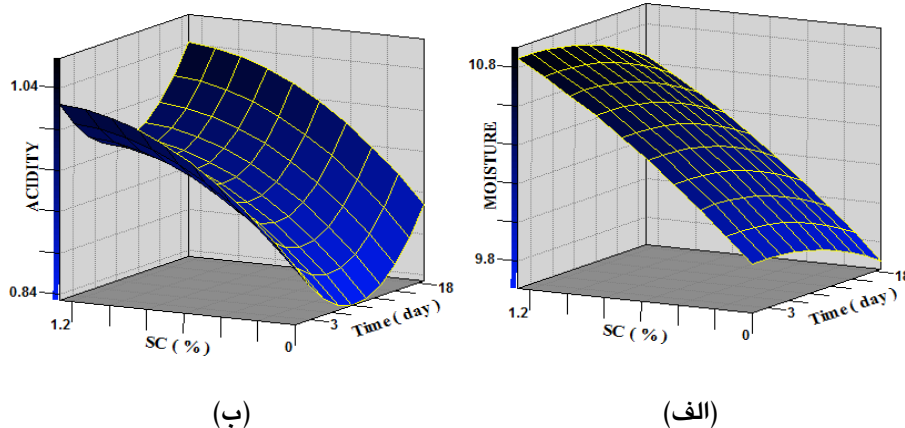 1.04
ACIDITY
0.84
1.2
SC ( % )
0
3
Time ( day )
18
(ب)
10.8
MOISTURE
9.8
1.2
SC ( % )
0
3
Time ( day )
18
(الف)